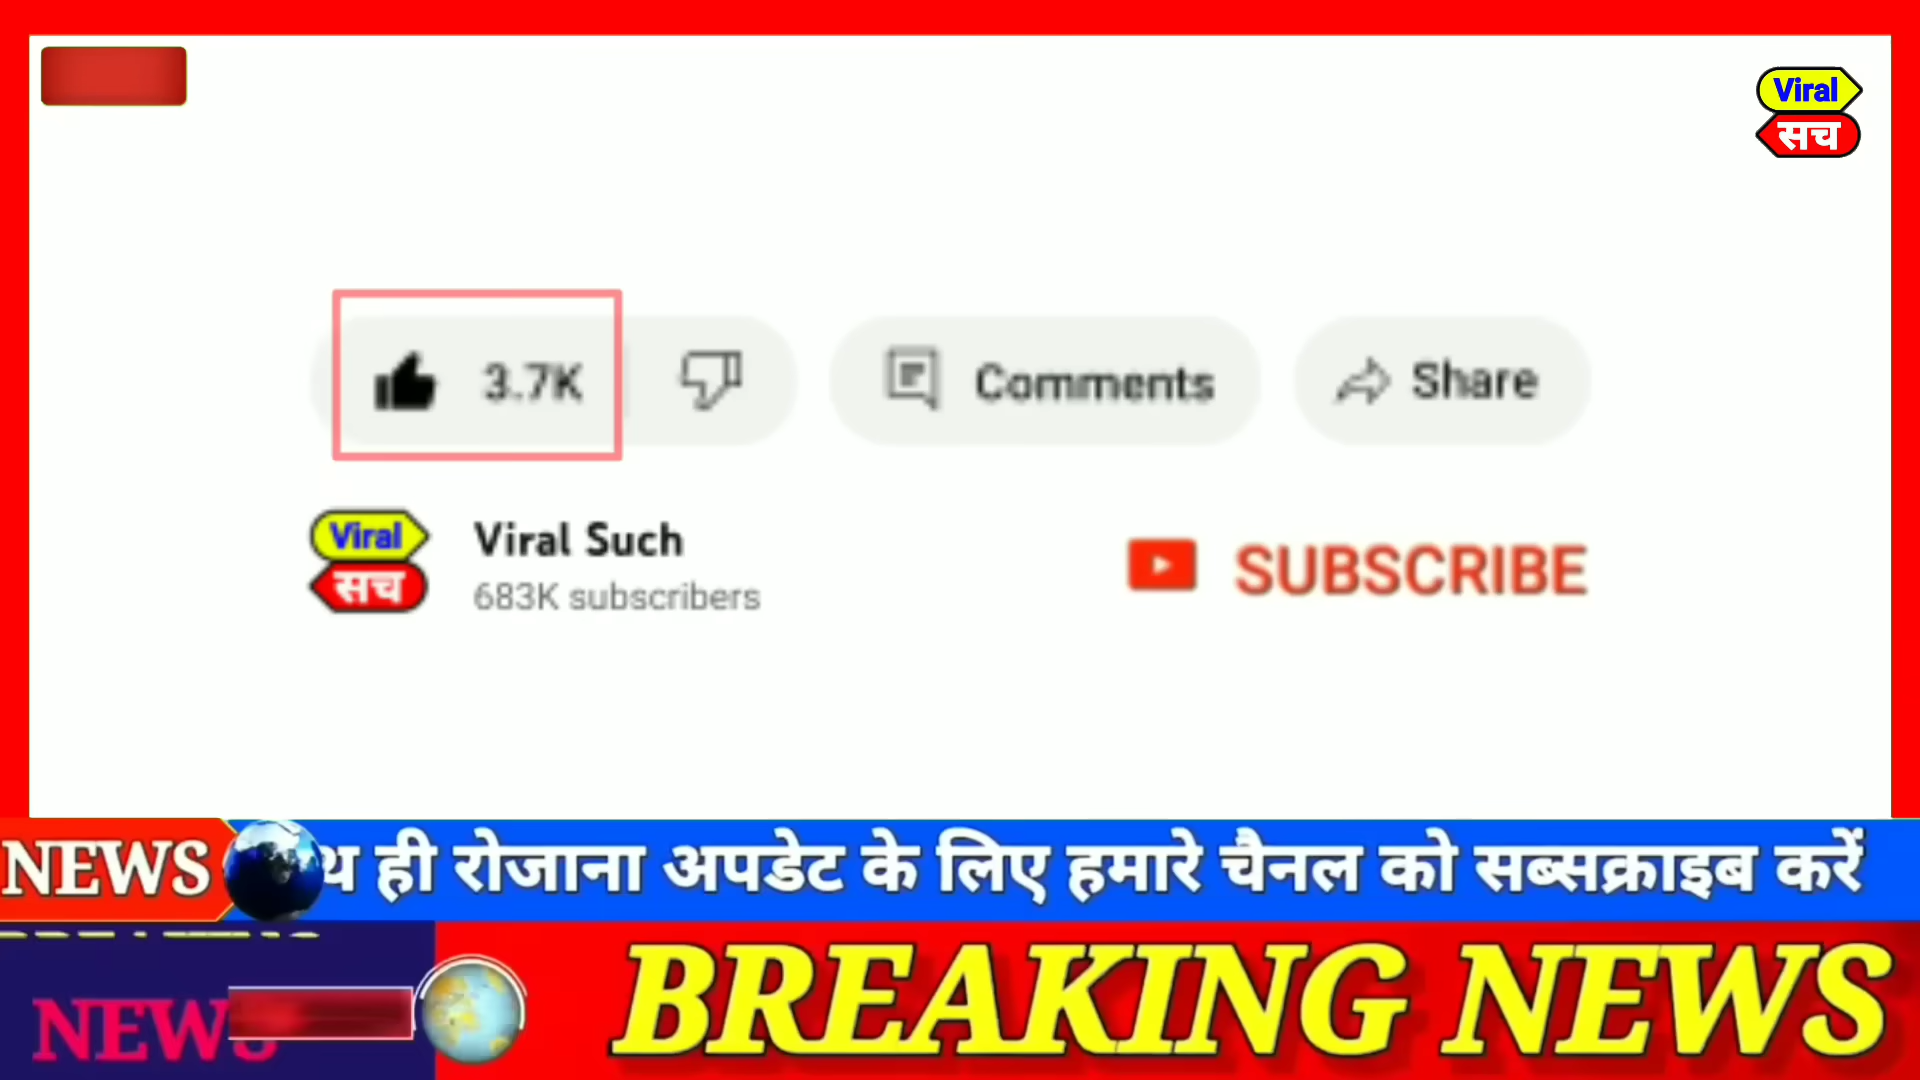 Viral
सच
3.7K
Comments
Share
Viral
सच
Viral Such
683K subscribers
SUBSCRIBE
NEWS
ही रोजाना अपडेट के लिए हमारे चैनल को सब्सक्राइब करें
NEWS
BREAKING NEWS